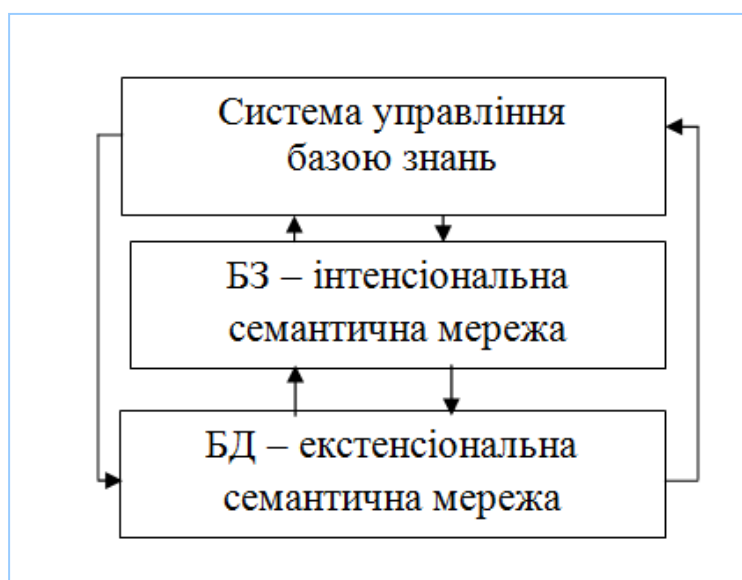 Система управління
базою знань
БЗ – інтенсіональна
семантична мережа
БД – екстенсіональна
семантична мережа